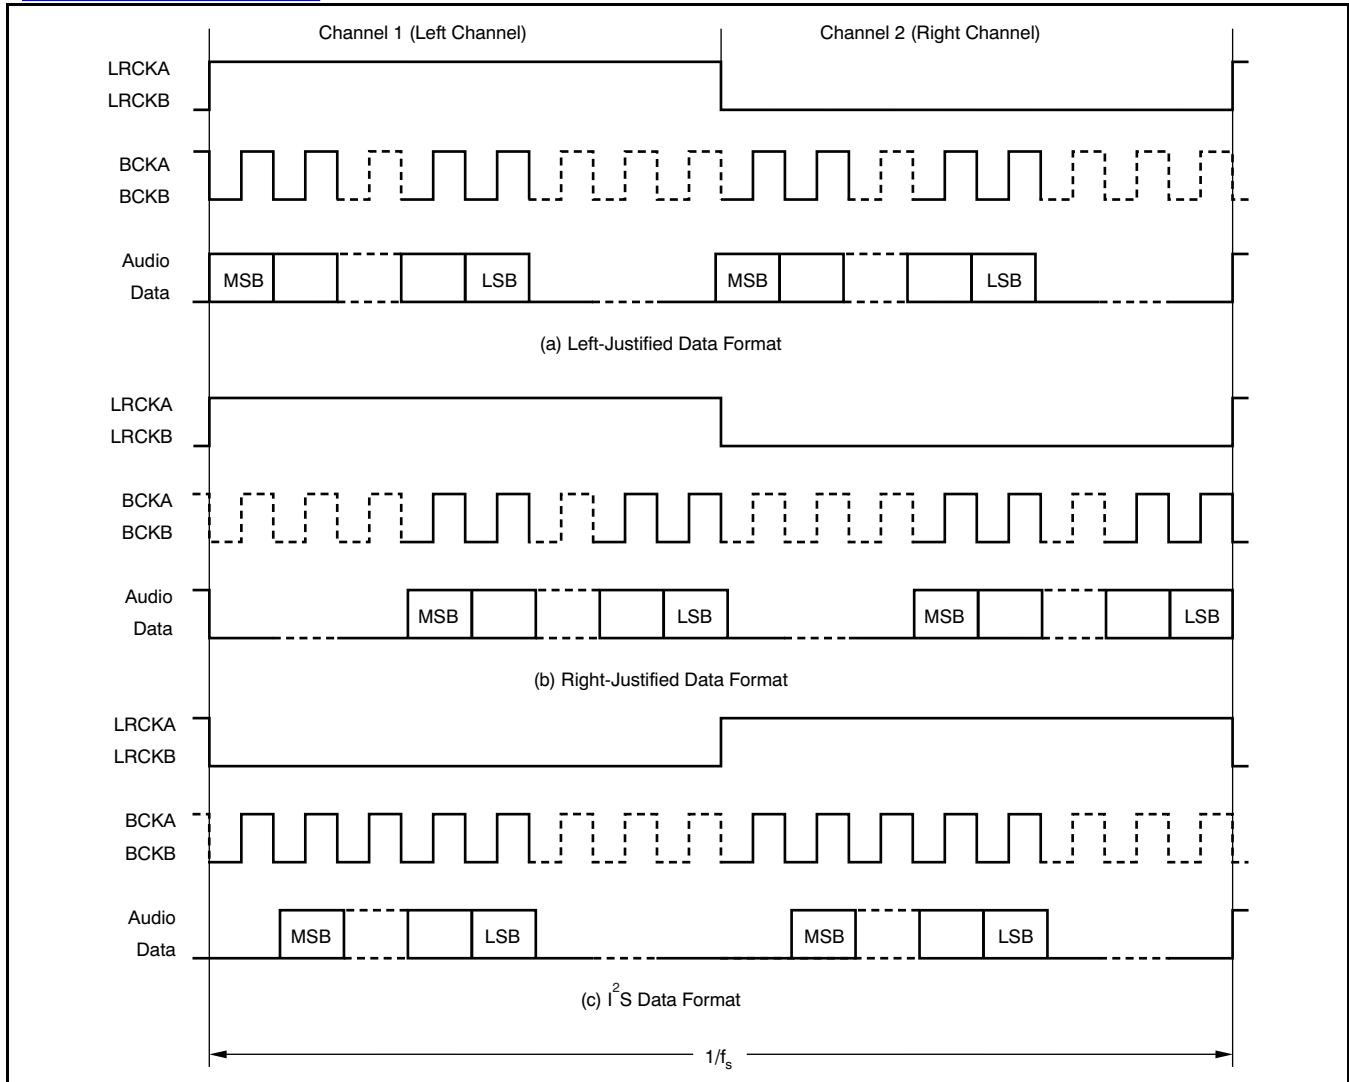 Channel 1 (Left Channel)
Channel 2 (Right Channel)
LRCKA
LRCKB
BCKA
BCKB
Audio
Data
MSB
LSB
MSB
LSB
(a) Left-Justified Data Format
LRCKA
LRCKB
BCKA
BCKB
Audio
Data
MSB
LSB
MSB
LSB
(b) Right-Justified Data Format
LRCKA
LRCKB
BCKA
BCKB
Audio
Data
MSB
LSB
MSB
LSB
(c) I²S Data Format
1/fₛ